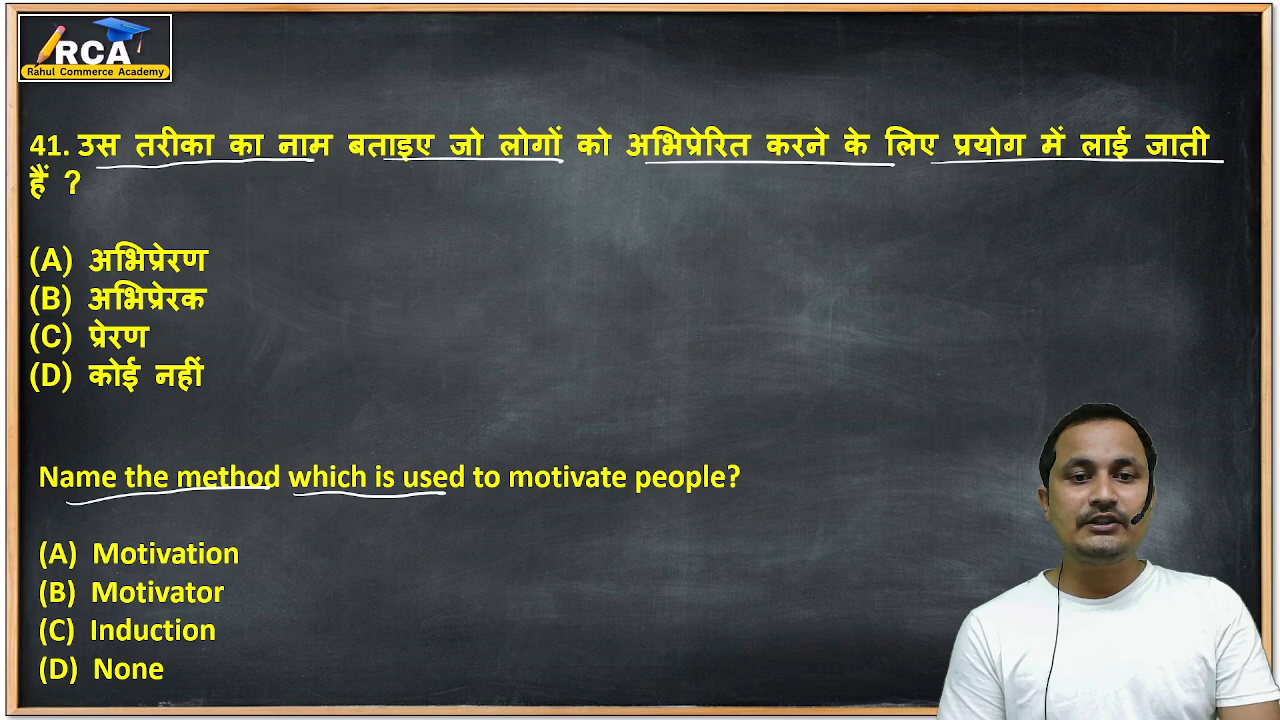 RCA
Rahul Commerce Academy
41. उस तरीका का नाम बताइए जो लोगों को अभिप्रेरित करने के लिए प्रयोग में लाई जाती
हैं ?
(A) अभिप्रेरण
(B) अभिप्रेरक
(C) प्रेरण
(D) कोई नहीं
Name the method which is used to motivate people?
(A) Motivation
(B) Motivator
(C) Induction
(D) None